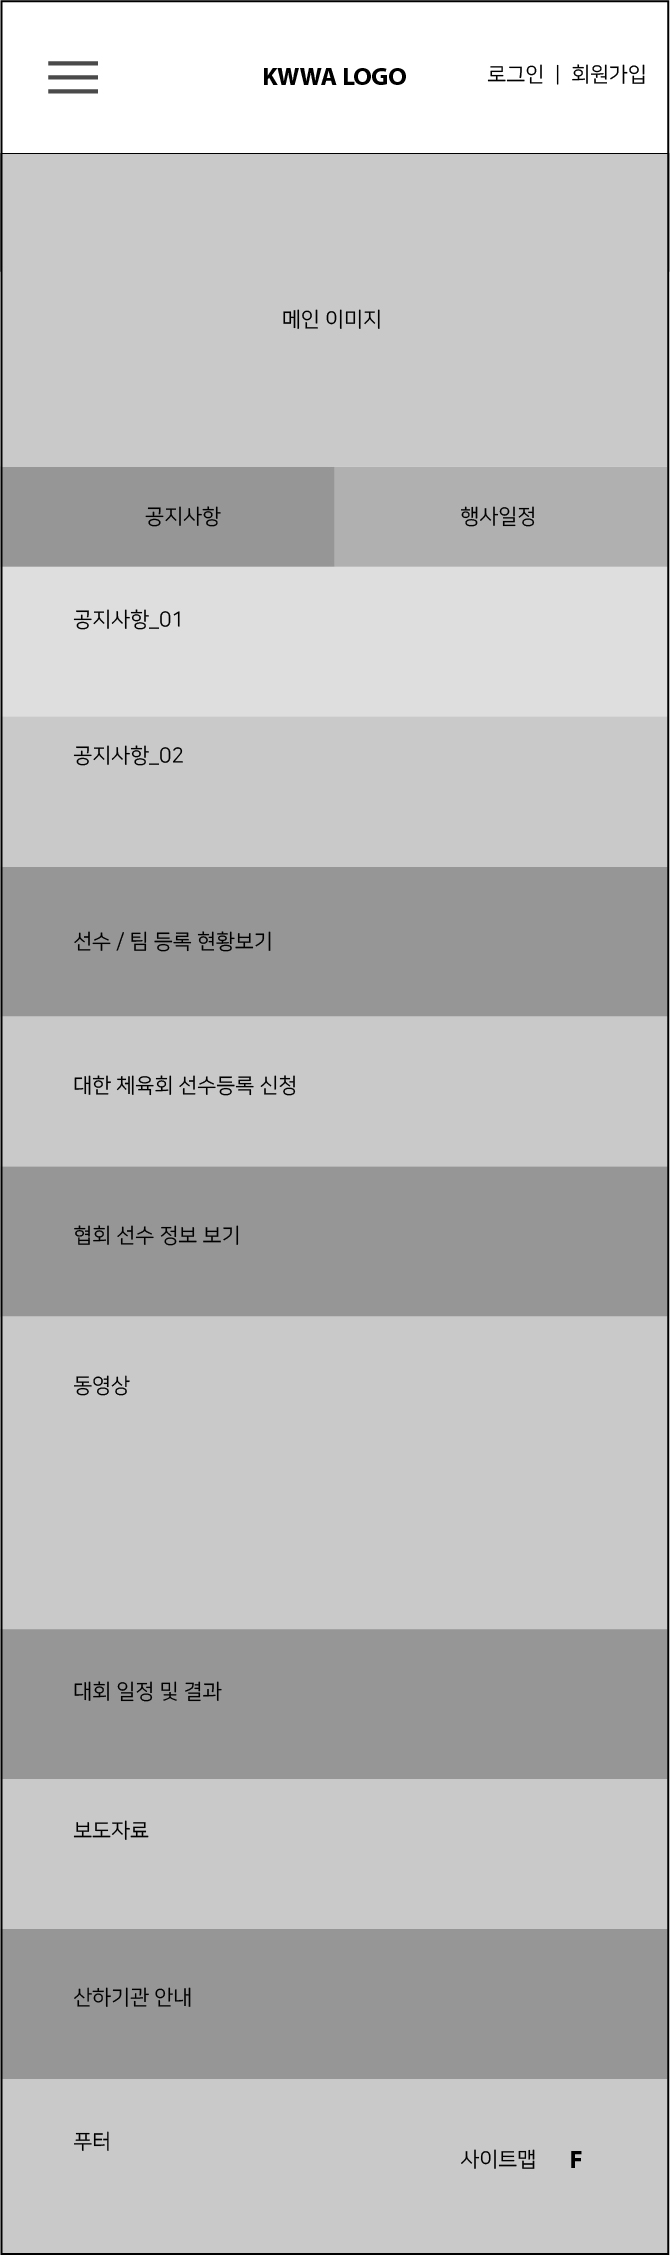 KWWA LOGO
로그인 | 회원가입
메인 이미지
공지사항
행사일정
공지사항_01
공지사항_02
선수 / 팀 등록 현황보기
대한 체육회 선수등록 신청
협회 선수 정보 보기
동영상
대회 일정 및 결과
보도자료
산하기관 안내
푸터
사이트맵 F